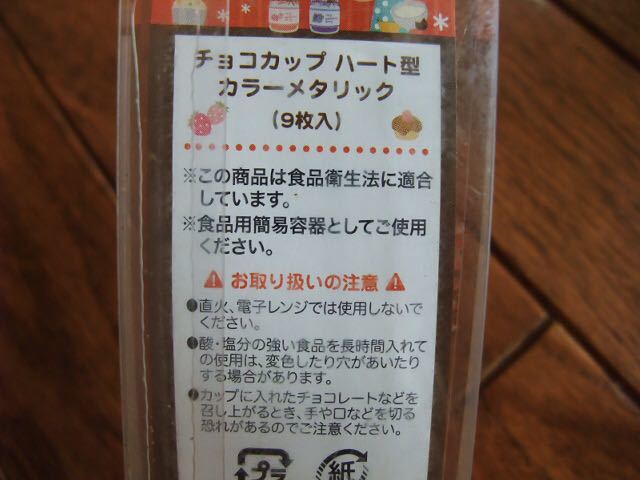 チョコカップ ハート型
カラーメタリック
（9枚入）
※この商品は食品衛生法に適合
しています。
※食品用簡易容器としてご使用
ください。
お取り扱いの注意
●直火、電子レンジでは使用しないで
ください。
●酸・塩分の強い食品を長時間入れて
の使用は、変色したり穴があいたり
する場合があります。
●カップに入れたチョコレートなどを
召し上がるとき、手や口などを切る
恐れがあるのでご注意ください。
プラ
紙